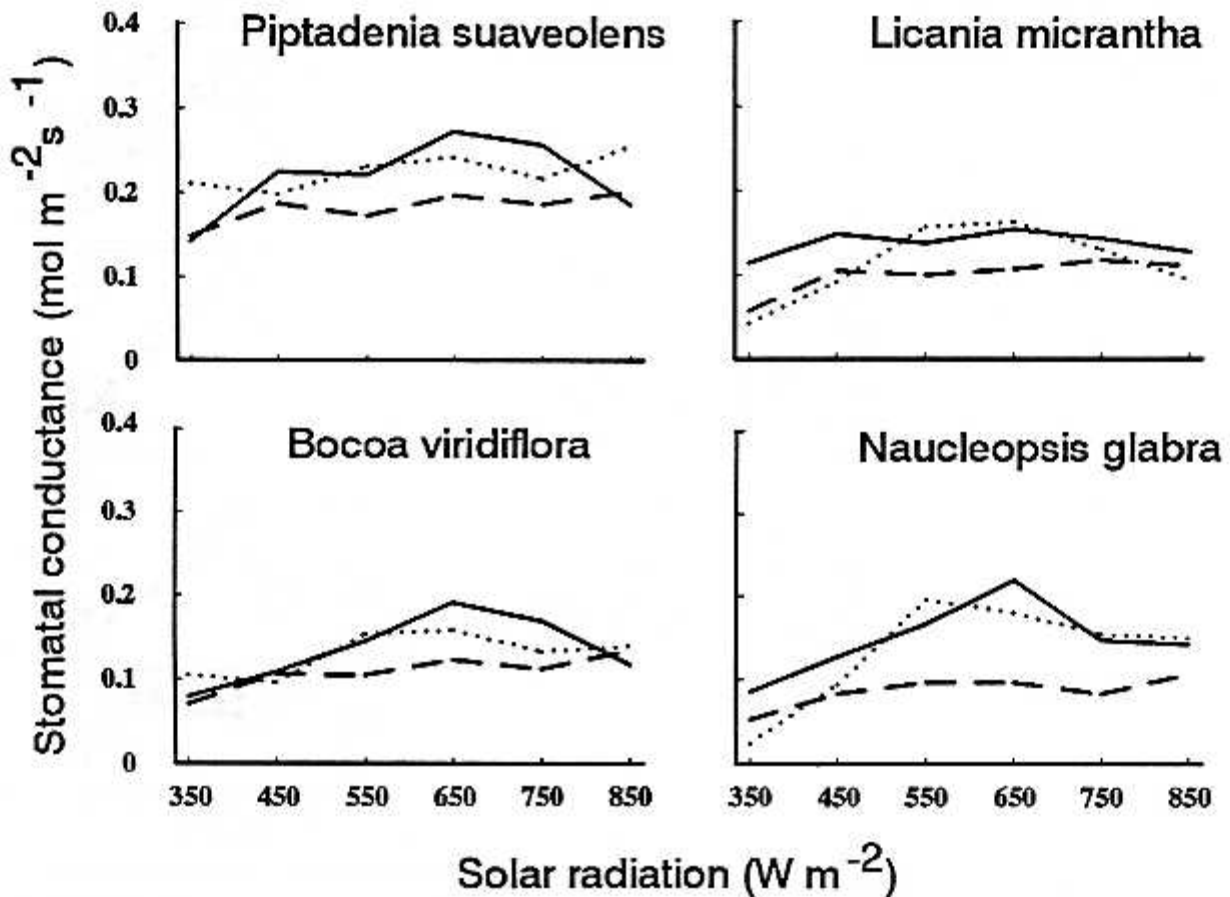 Piptadenia suaveolens
Licania micrantha
0.4
0.3
0.2
0.1
0
Bocoa viridiflora
Naucleopsis glabra
0.4
0.3
0.2
0.1
0
350 450 550 650 750 850
350 450 550 650 750 850
Stomatal conductance (mol m -2 s -1)
Solar radiation (W m -2)